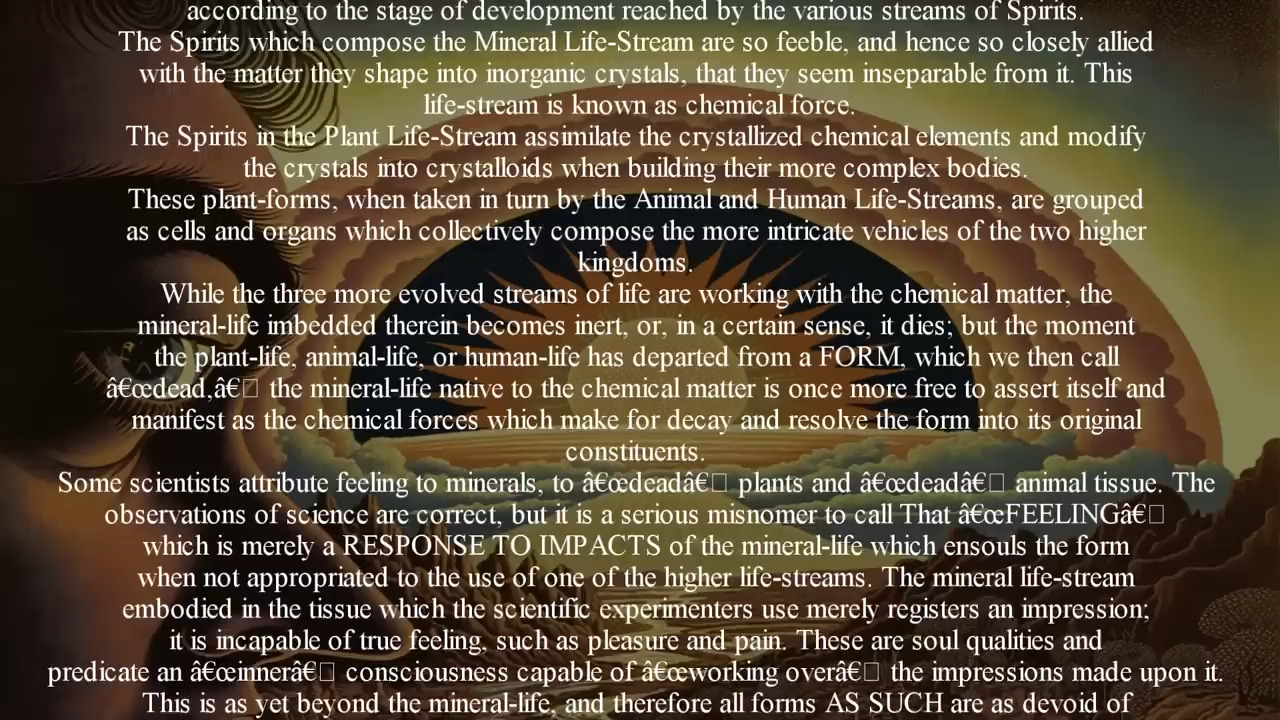 according to the stage of development reached by the various streams of Spirits.
The Spirits which compose the Mineral Life-Stream are so feeble, and hence so closely allied
with the matter they shape into inorganic crystals, that they seem inseparable from it. This
life-stream is known as chemical force.
The Spirits in the Plant Life-Stream assimilate the crystallized chemical elements and modify
the crystals into crystalloids when building their more complex bodies.
These plant-forms, when taken in turn by the Animal and Human Life-Streams, are grouped
as cells and organs which collectively compose the more intricate vehicles of the two higher
kingdoms.
While the three more evolved streams of life are working with the chemical matter, the
mineral-life imbedded therein becomes inert, or, in a certain sense, it dies; but the moment
the plant-life, animal-life, or human-life has departed from a FORM, which we then call
â€œdead,â€□ the mineral-life native to the chemical matter is once more free to assert itself and
manifest as the chemical forces which make for decay and resolve the form into its original
constituents.
Some scientists attribute feeling to minerals, to â€œdeadâ€□ plants and â€œdeadâ€□ animal tissue. The
observations of science are correct, but it is a serious misnomer to call That â€œFEELINGâ€□
which is merely a RESPONSE TO IMPACTS of the mineral-life which ensouls the form
when not appropriated to the use of one of the higher life-streams. The mineral life-stream
embodied in the tissue which the scientific experimenters use merely registers an impression;
it is incapable of true feeling, such as pleasure and pain. These are soul qualities and
predicate an â€œinnerâ€□ consciousness capable of â€œworking overâ€□ the impressions made upon it.
This is as yet beyond the mineral-life, and therefore all forms AS SUCH are as devoid of